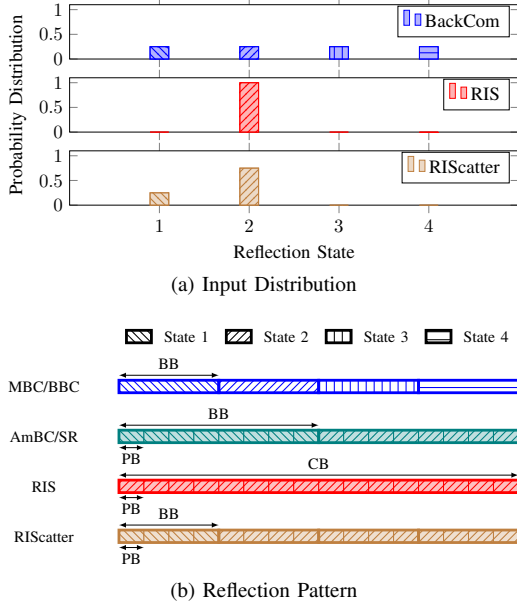 Probability Distribution
1
0.5
0
BackCom
1
0.5
0
RIS
1
0.5
0
RIScatter
1 2 3 4
Reflection State
(a) Input Distribution
State 1 State 2 State 3 State 4
BB
MBC/BBC
BB
AmBC/SR
PB
CB
RIS
PB
BB
RIScatter
PB
(b) Reflection Pattern